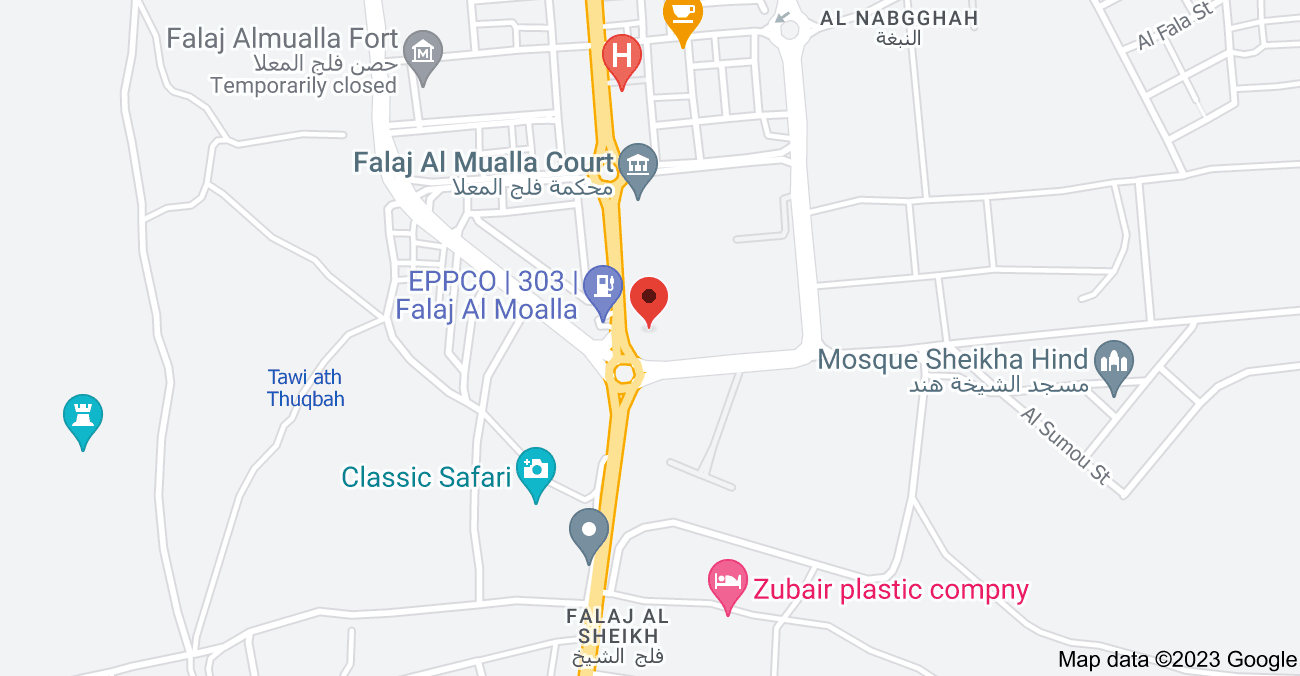 AL NABGGHAH
النبغة
Al Fala St
Falaj Almualla Fort
حصن فلج المعلا
Temporarily closed
H
Falaj Al Mualla Court
محكمة فلج المعلا
EPPCO | 303 |
Falaj Al Moalla
Mosque Sheikha Hind
مسجد الشيخة هند
Tawi ath
Thuqbah
Al Sumou St
Classic Safari
Zubair plastic compny
FALAJ AL
SHEIKH
فلج الشيخ
Map data ©2023 Google